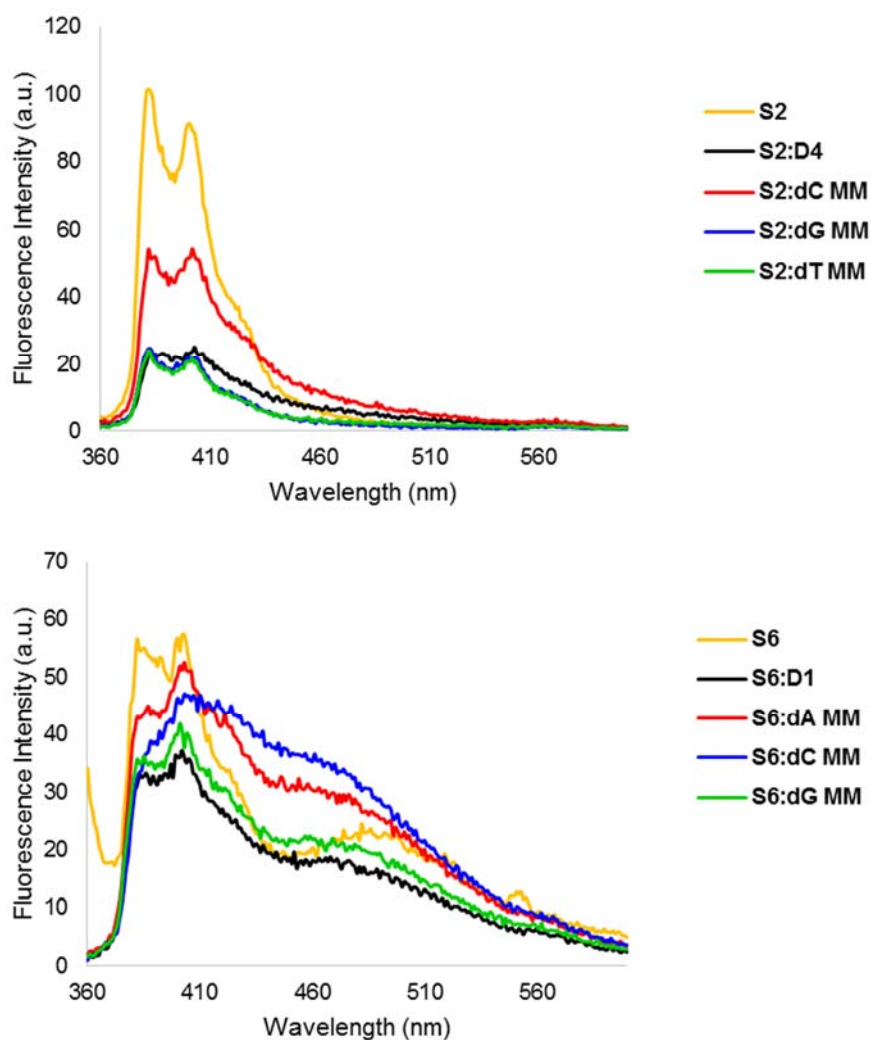 120
100
80
60
40
20
0
Fluorescence Intensity (a.u.)
360 410 460 510 560
Wavelength (nm)
S2
S2:D4
S2:dC MM
S2:dG MM
S2:dT MM
70
60
50
40
30
20
10
0
Fluorescence Intensity (a.u.)
360 410 460 510 560
Wavelength (nm)
S6
S6:D1
S6:dA MM
S6:dC MM
S6:dG MM